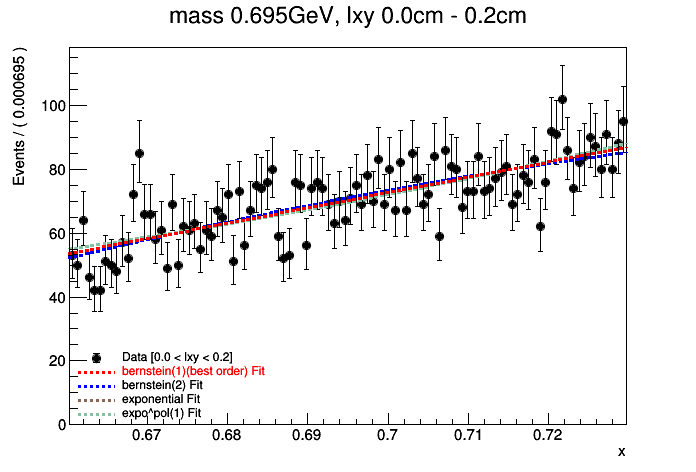 mass 0.695GeV, lxy 0.0cm - 0.2cm
Events / ( 0.000695 )
100
80
60
40
20
0
Data [0.0 < lxy < 0.2]
bernstein(1)(best order) Fit
bernstein(2) Fit
exponential Fit
expo^pol(1) Fit
0.67 0.68 0.69 0.7 0.71 0.72
x